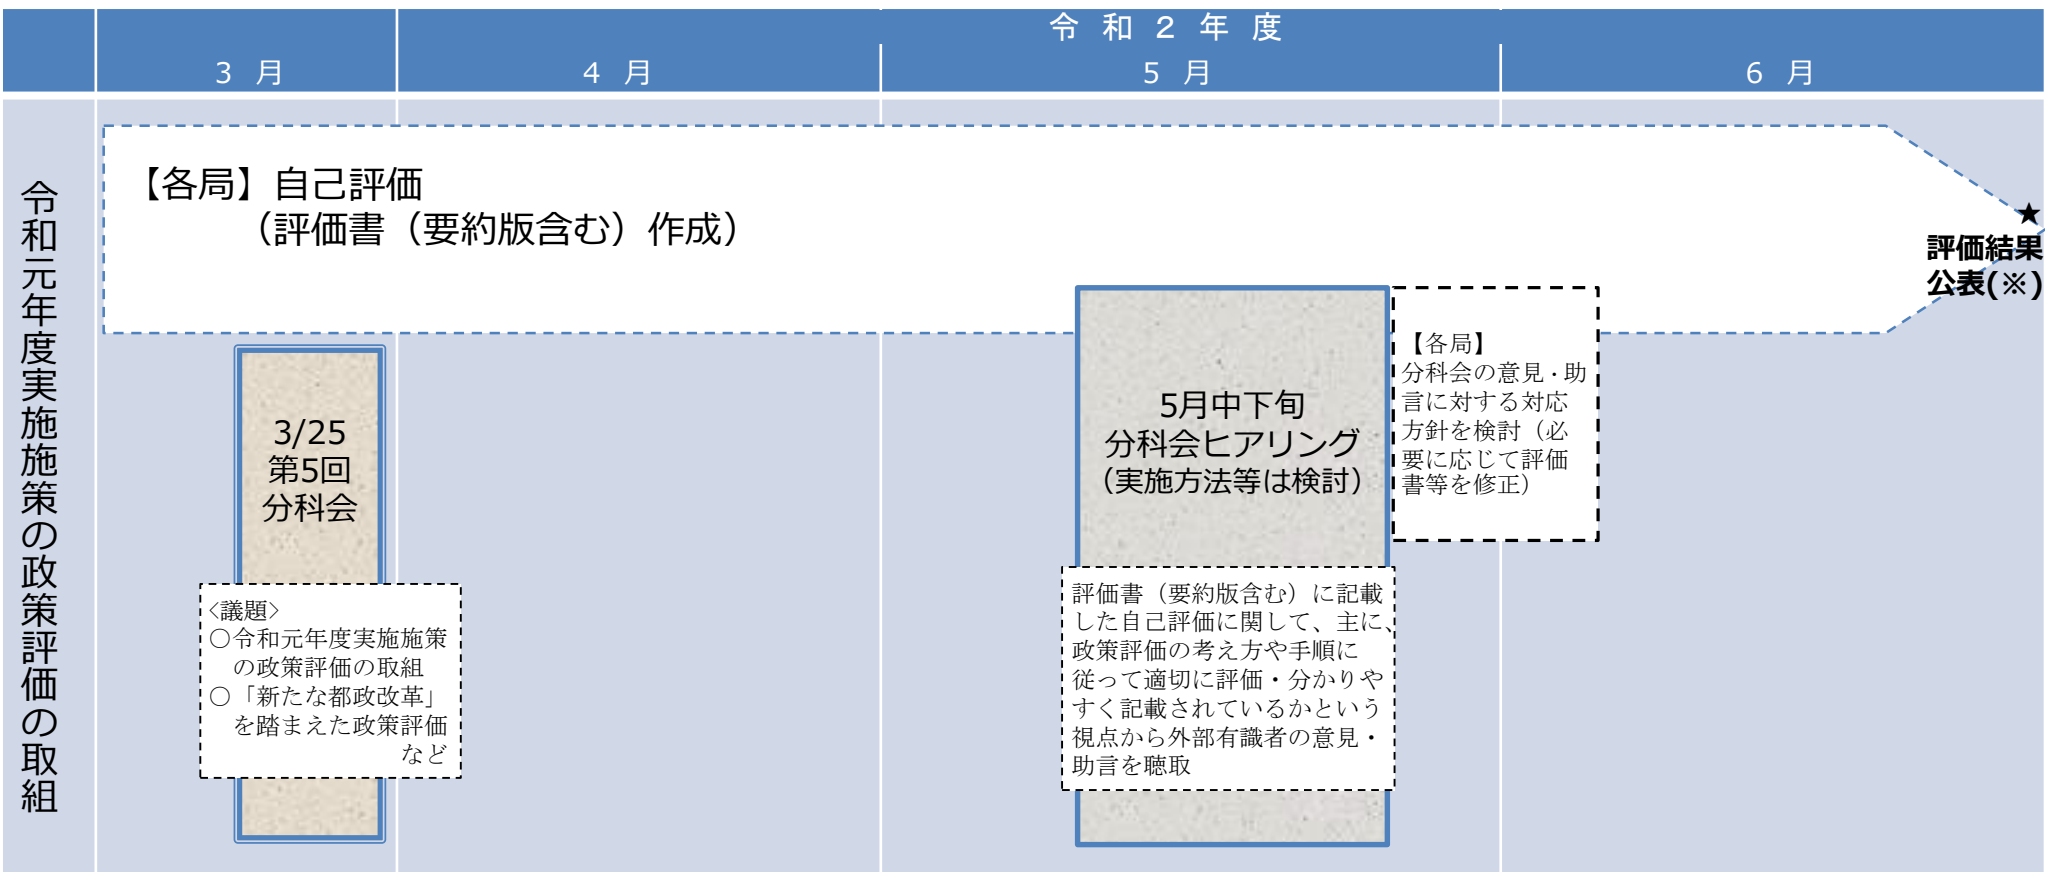 令和２年度
３月
４月
５月
６月
令和元年度実施施策の政策評価の取組
【各局】自己評価
（評価書（要約版含む）作成）
★
評価結果
公表(※)
3/25
第5回
分科会
<議題>
○令和元年度実施施策
の政策評価の取組
○「新たな都政改革」
を踏まえた政策評価
など
5月中下旬
分科会ヒアリング
（実施方法等は検討）
評価書（要約版含む）に記載
した自己評価に関して、主に、
政策評価の考え方や手順に
従って適切に評価・分かりや
すく記載されているかという
視点から外部有識者の意見・
助言を聴取
【各局】
分科会の意見・助
言に対する対応
方針を検討（必
要に応じて評価
書等を修正）